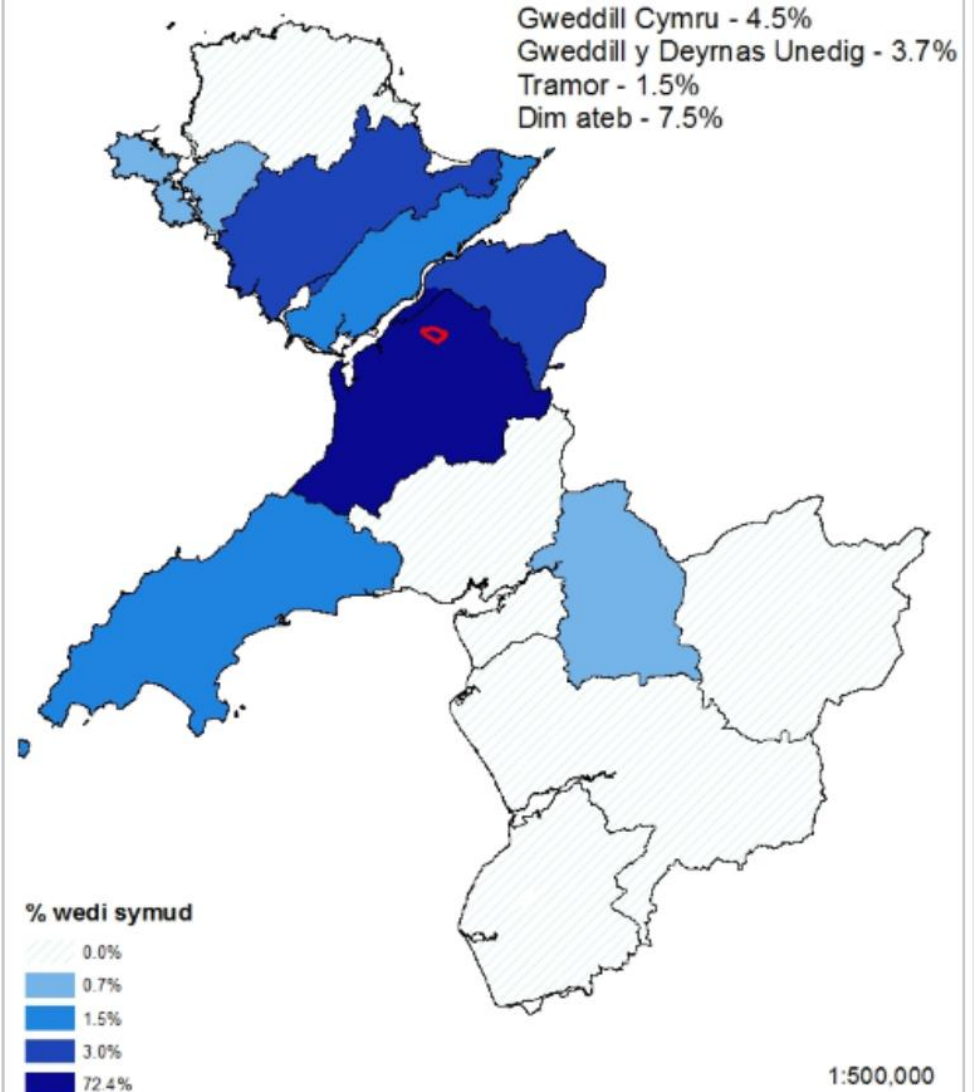 Gweddill Cymru - 4.5%
Gweddill y Deyrnas Unedig - 3.7%
Tramor - 1.5%
Dim ateb - 7.5%
% wedi symud
0.0%
0.7%
1.5%
3.0%
72.4%
1:500,000